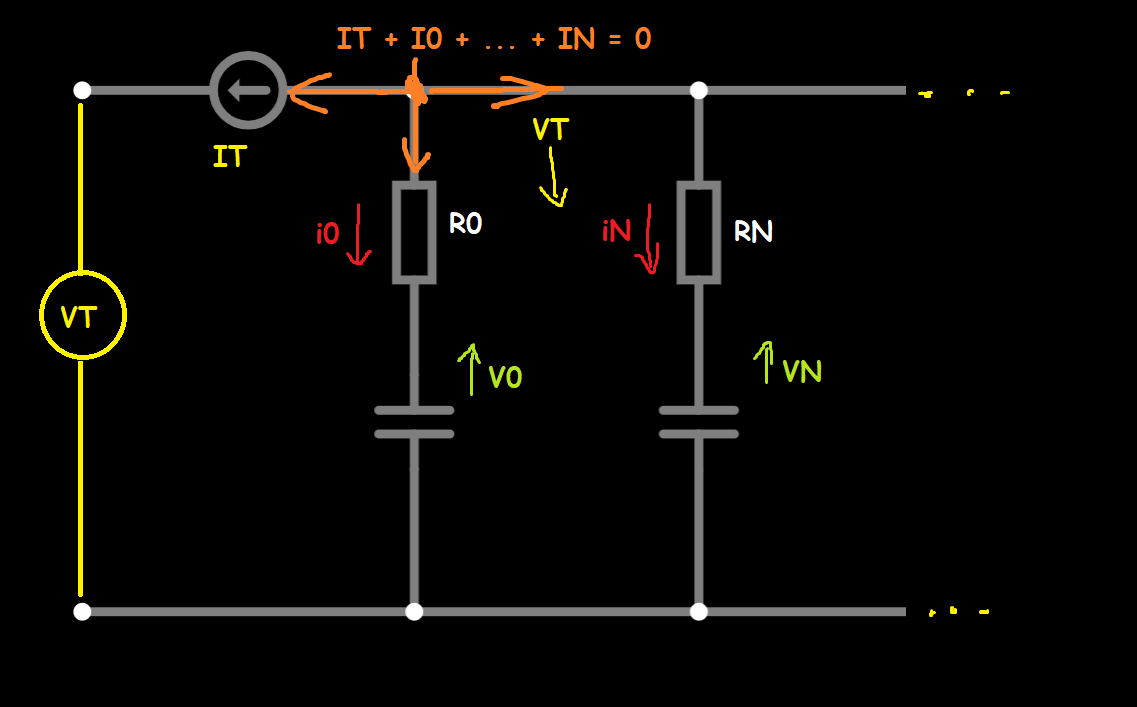 IT + I0 + ... + IN = 0
VT
IT
i0
R0
iN
RN
VT
V0
VN